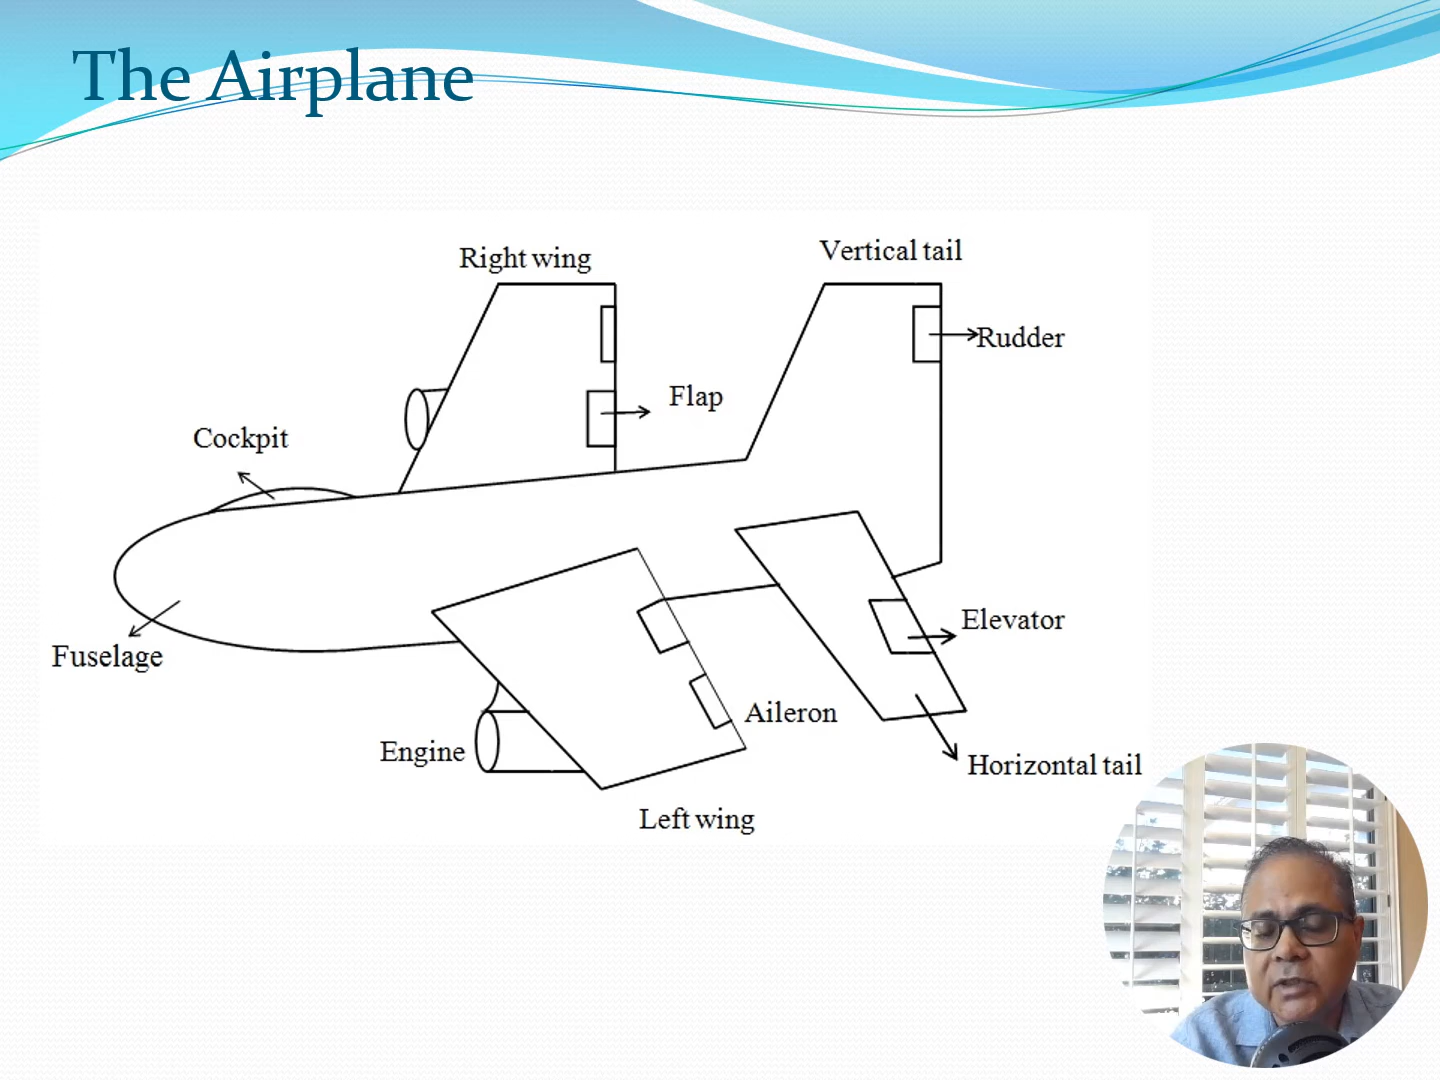 The Airplane
Right wing
Vertical tail
Rudder
Flap
Cockpit
Elevator
Fuselage
Aileron
Engine
Horizontal tail
Left wing